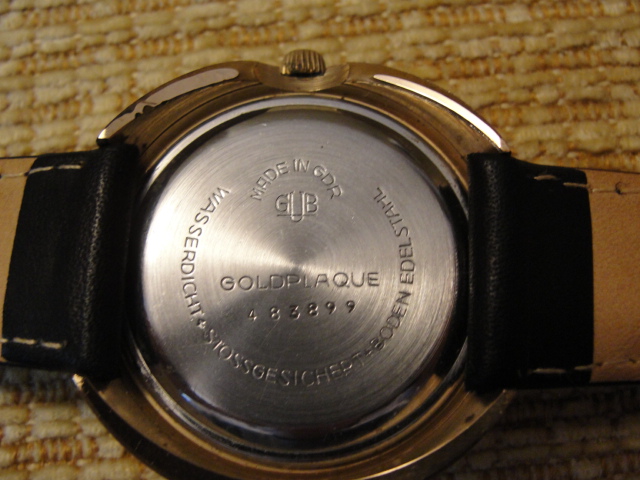 MADE IN GDR
GUB
GOLDPLAQUE
483899
WASSERDICHT + STOSSGESICHERT + BODEN EDELSTAHL